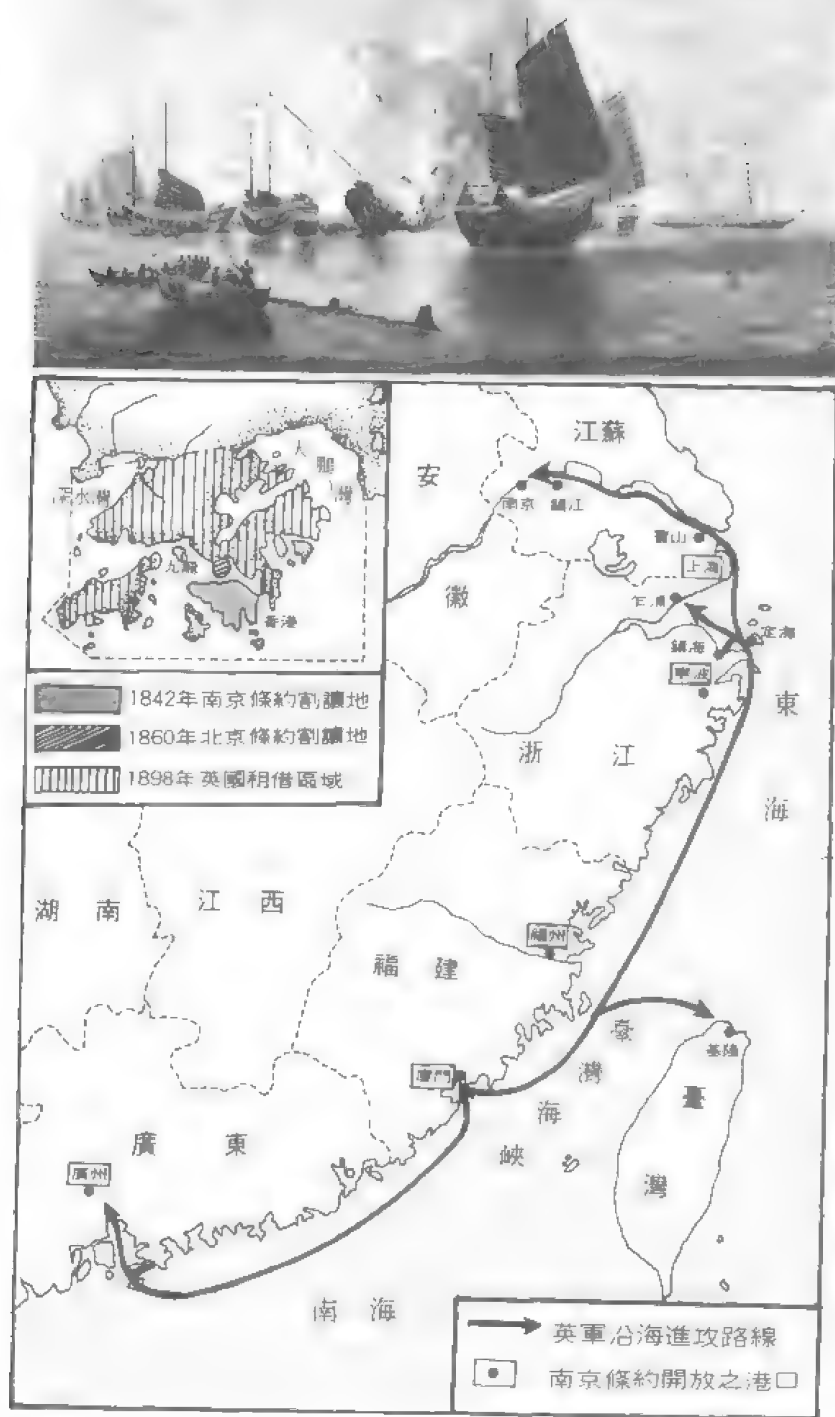 大鵬灣
九龍
香港
1842年南京條約割讓地
1860年北京條約割讓地
1898年英國租借區域
江蘇
安徽
南京
鎮江
上海
乍浦
定海
鎮海
寧波
東海
浙江
湖南
江西
福州
福建
基隆
臺灣海峽
臺灣
廈門
廣東
廣州
南海
英軍沿海進攻路線
南京條約開放之港口